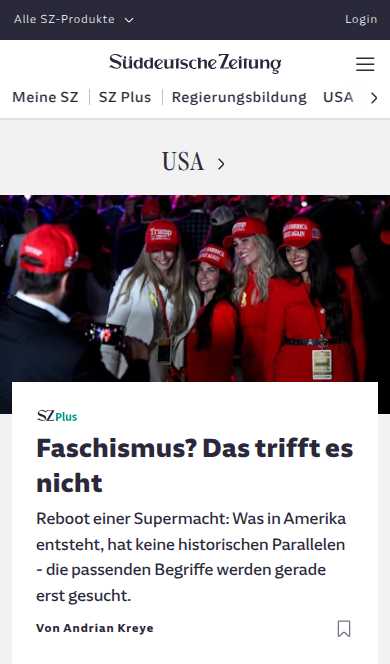 Alle SZ-Produkte
Login
Süddeutsche Zeitung
Meine SZ
SZ Plus
Regierungsbildung
USA
USA
Trump
SZ Plus
Faschismus? Das trifft es
nicht
Reboot einer Supermacht: Was in Amerika
entsteht, hat keine historischen Parallelen
- die passenden Begriffe werden gerade
erst gesucht.
Von Andrian Kreye